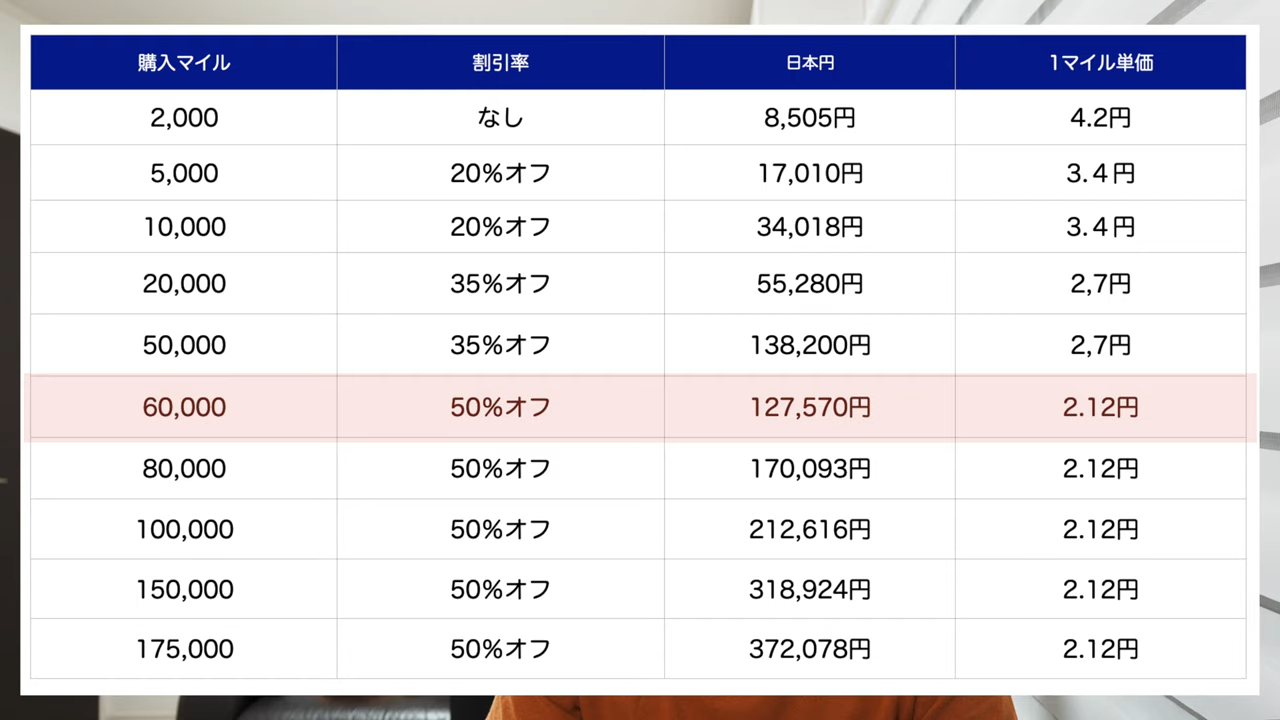 購入マイル 割引率 日本円 1マイル単価
2,000 なし 8,505円 4.2円
5,000 20%オフ 17,010円 3.4円
10,000 20%オフ 34,018円 3.4円
20,000 35%オフ 55,280円 2,7円
50,000 35%オフ 138,200円 2,7円
60,000 50%オフ 127,570円 2.12円
80,000 50%オフ 170,093円 2.12円
100,000 50%オフ 212,616円 2.12円
150,000 50%オフ 318,924円 2.12円
175,000 50%オフ 372,078円 2.12円